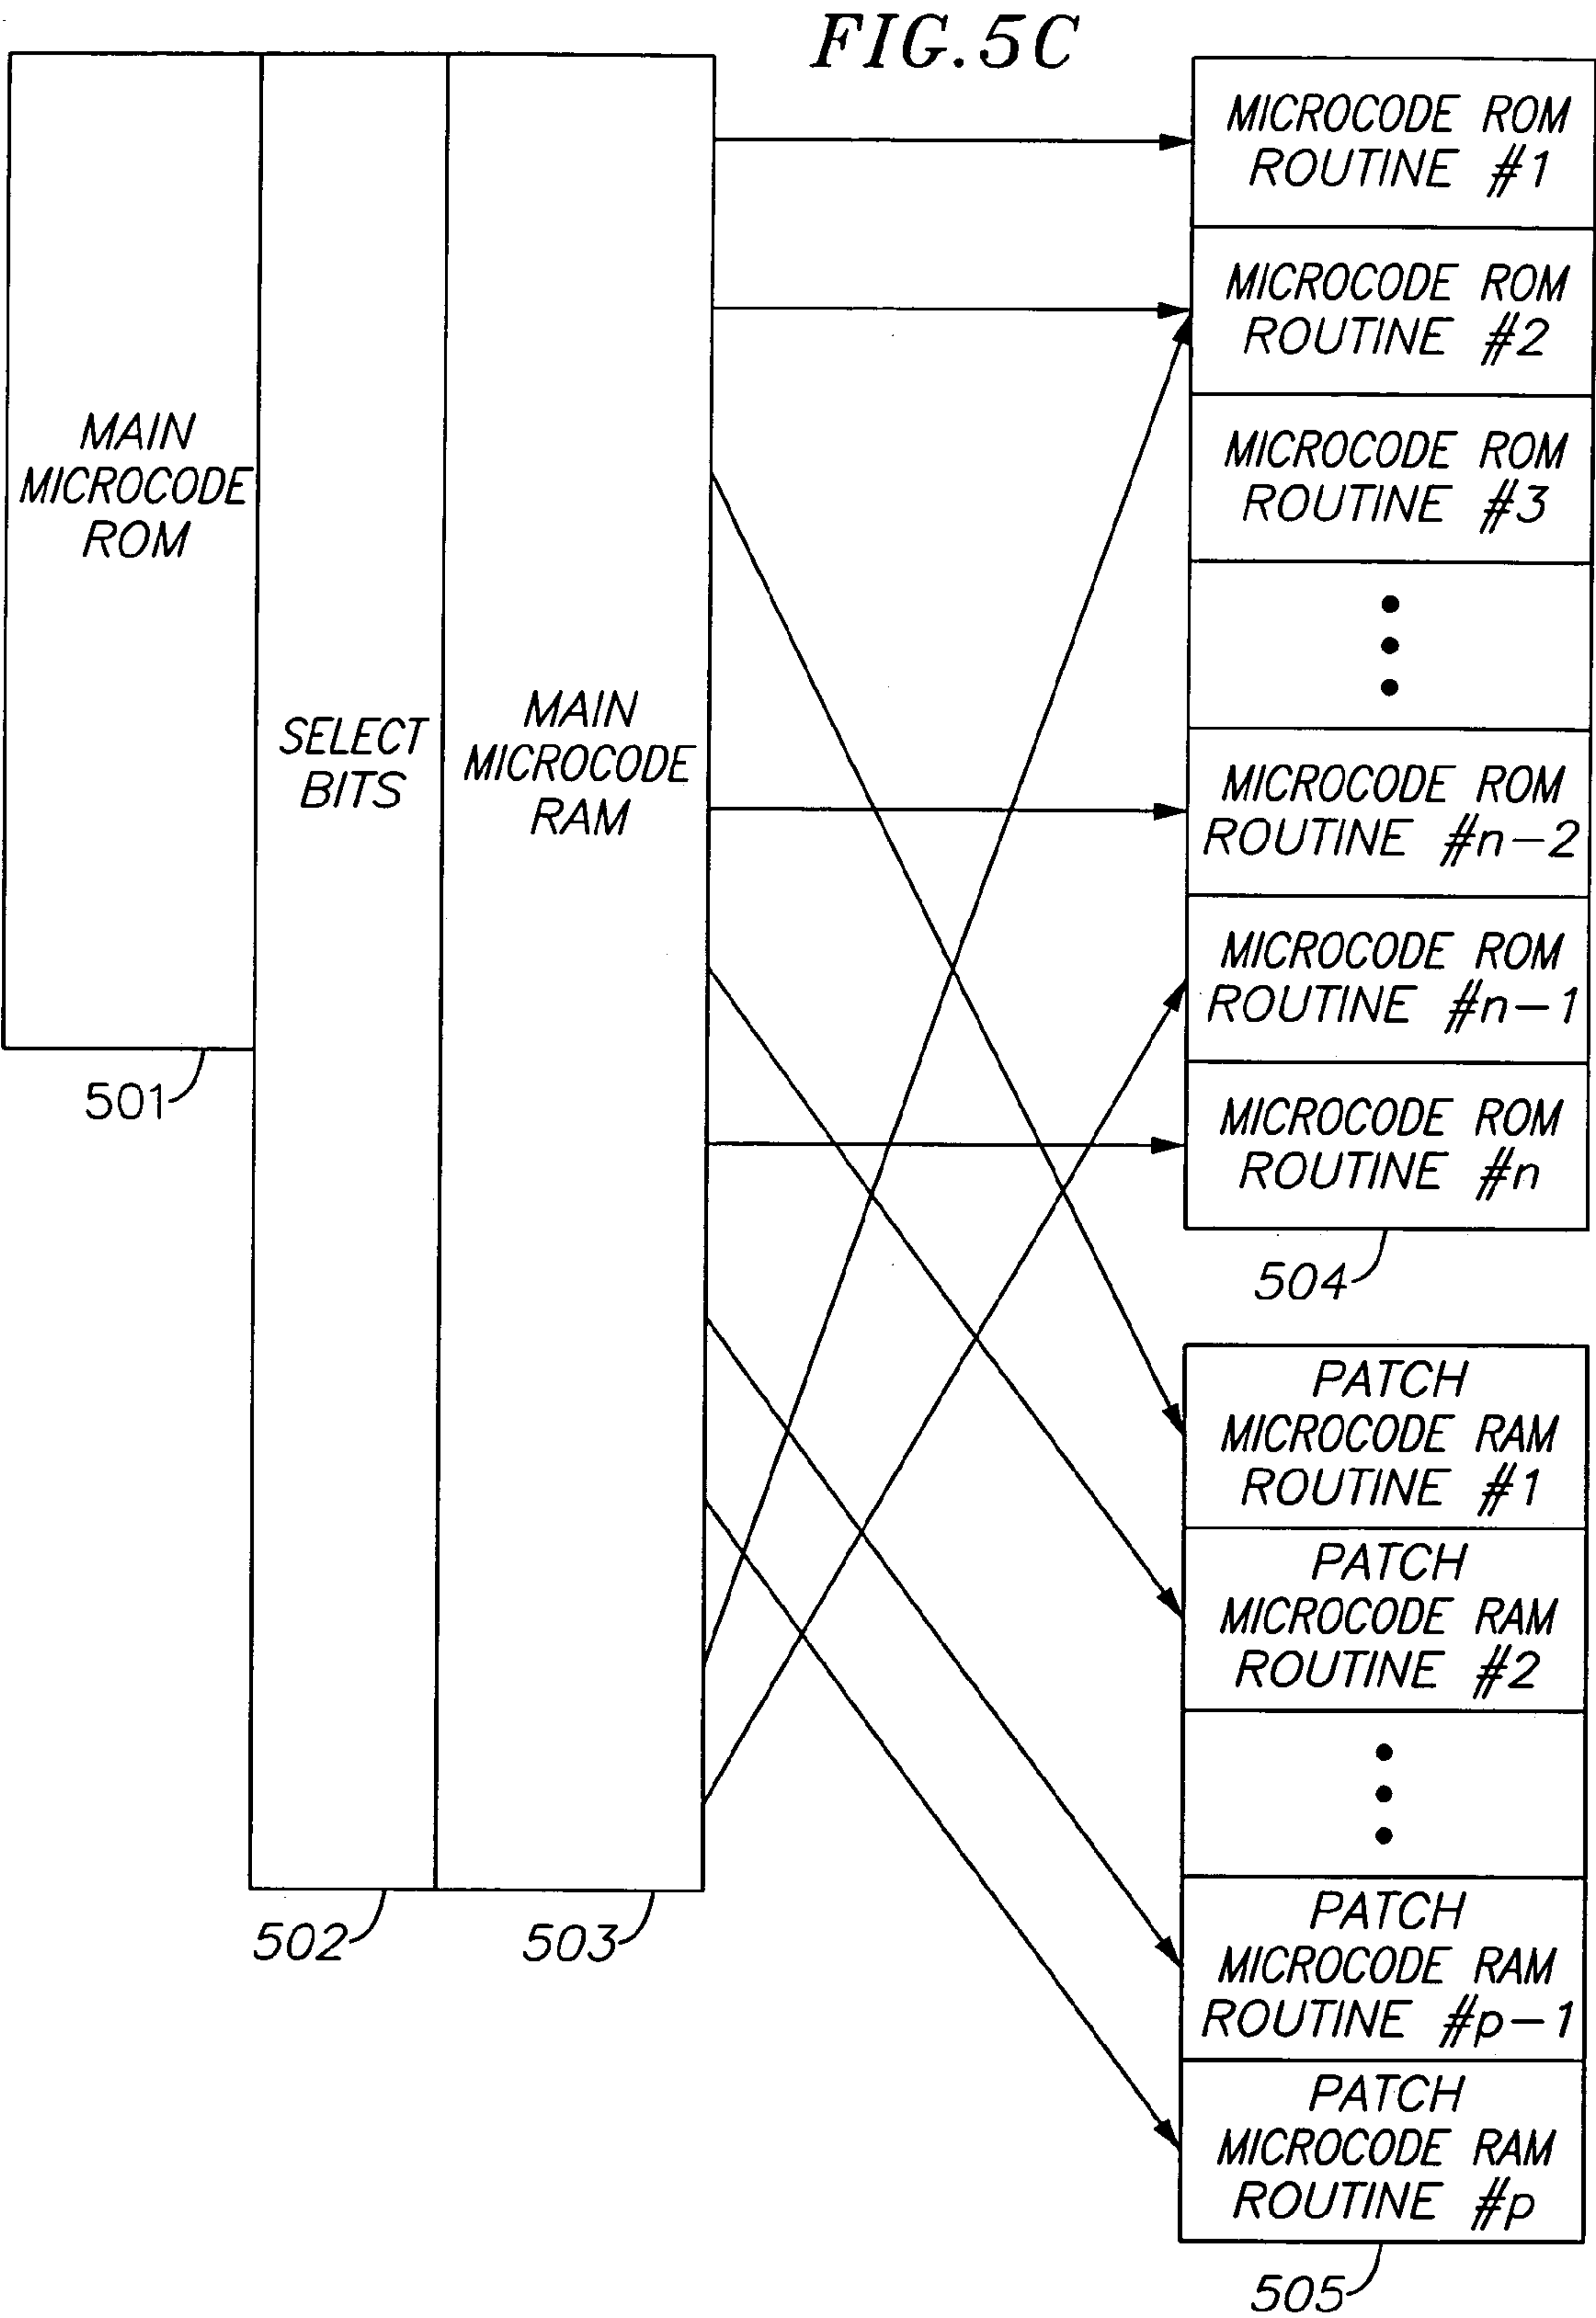 FIG. 5C
MAIN
MICROCODE
ROM
501
SELECT
BITS
502
MAIN
MICROCODE
RAM
503
MICROCODE ROM
ROUTINE #1
MICROCODE ROM
ROUTINE #2
MICROCODE ROM
ROUTINE #3
MICROCODE ROM
ROUTINE #n-2
MICROCODE ROM
ROUTINE #n-1
MICROCODE ROM
ROUTINE #n
504
PATCH
MICROCODE RAM
ROUTINE #1
PATCH
MICROCODE RAM
ROUTINE #2
PATCH
MICROCODE RAM
ROUTINE #p-1
PATCH
MICROCODE RAM
ROUTINE #p
505